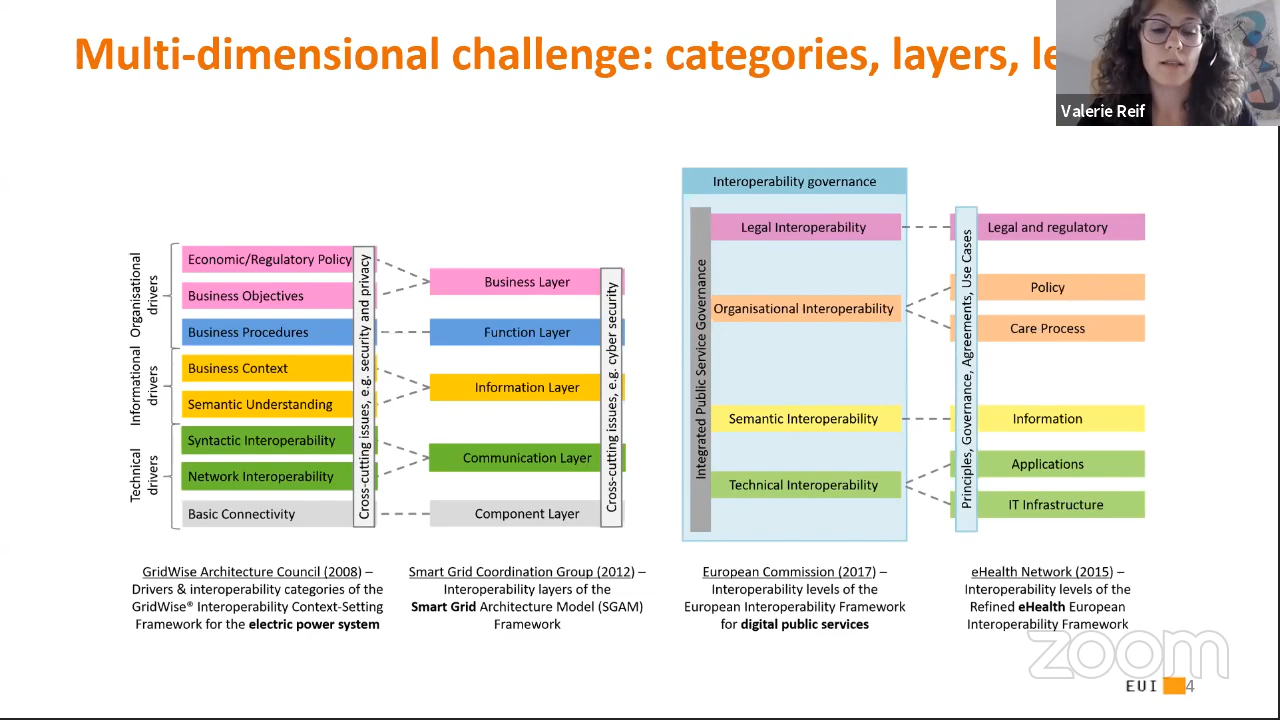 Multi-dimensional challenge: categories, layers,
Valerie Reif
Organisational
drivers
Informational
drivers
Technical
drivers
Economic/Regulatory Policy
Business Objectives
Business Procedures
Business Context
Semantic Understanding
Syntactic Interoperability
Network Interoperability
Basic Connectivity
Cross-cutting issues, e.g. security and privacy
Business Layer
Function Layer
Information Layer
Communication Layer
Component Layer
Cross-cutting issues, e.g. cyber security
Interoperability governance
Integrated Public Service Governance
Legal Interoperability
Organisational Interoperability
Semantic Interoperability
Technical Interoperability
Principles, Governance, Agreements, Use Cases
Legal and regulatory
Policy
Care Process
Information
Applications
IT Infrastructure
GridWise Architecture Council (2008) –
Drivers & interoperability categories of the
GridWise® Interoperability Context-Setting
Framework for the electric power system
Smart Grid Coordination Group (2012) –
Interoperability layers of the
Smart Grid Architecture Model (SGAM)
Framework
European Commission (2017) –
Interoperability levels of the
European Interoperability Framework
for digital public services
eHealth Network (2015) –
Interoperability levels of the
Refined eHealth European
Interoperability Framework
zoom
EUI 4